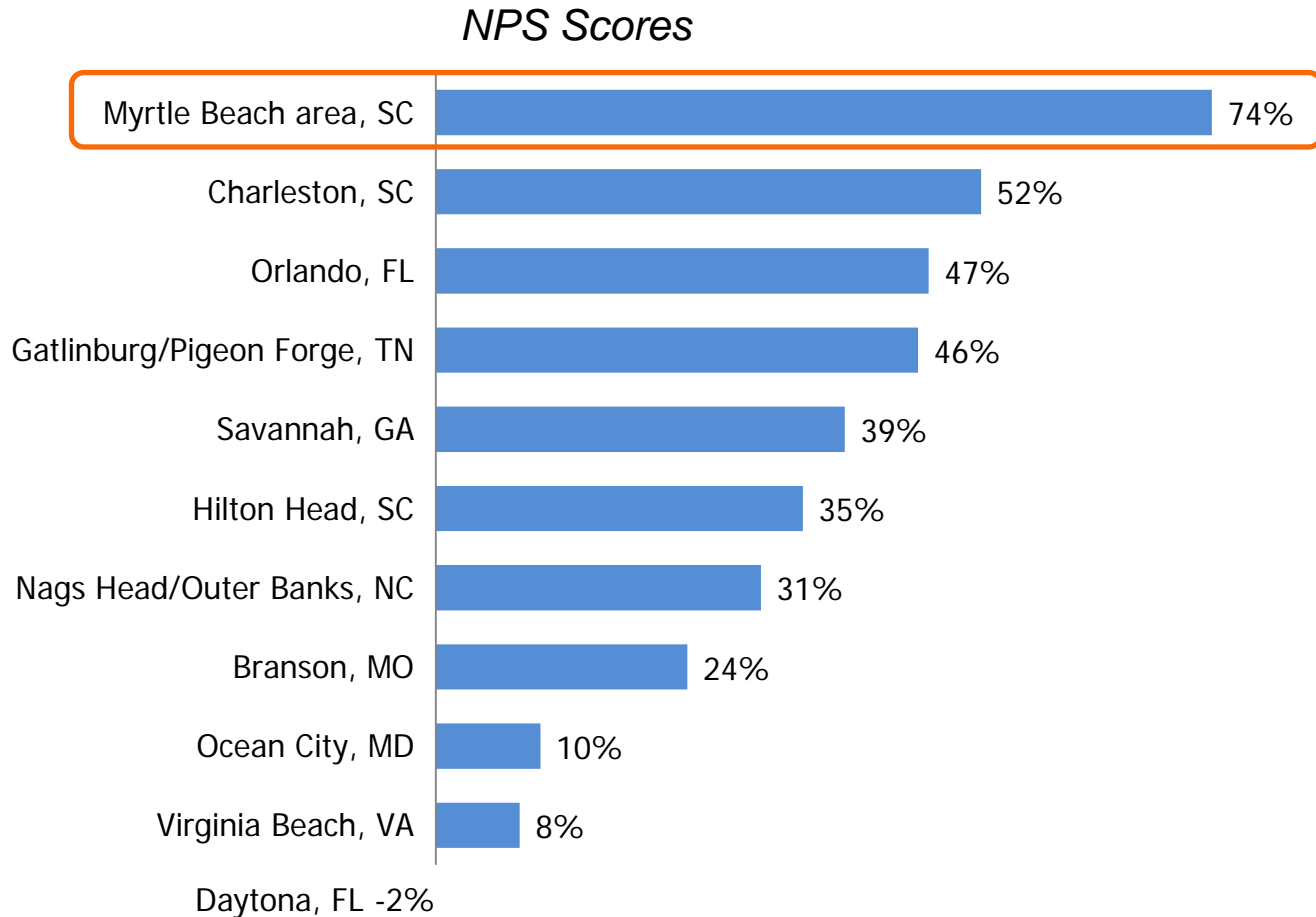 NPS Scores
Myrtle Beach area, SC 74%
Charleston, SC 52%
Orlando, FL 47%
Gatlinburg/Pigeon Forge, TN 46%
Savannah, GA 39%
Hilton Head, SC 35%
Nags Head/Outer Banks, NC 31%
Branson, MO 24%
Ocean City, MD 10%
Virginia Beach, VA 8%
Daytona, FL -2%